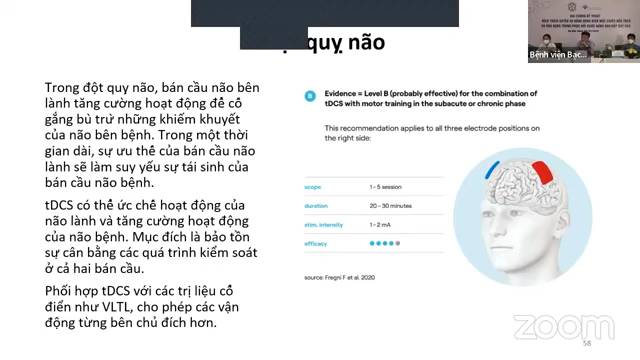 quỵ não
Trong đột quỵ não, bán cầu não bên
lành tăng cường hoạt động để cố
gắng bù trừ những khiếm khuyết
của não bên bệnh. Trong một thời
gian dài, sự ưu thế của bán cầu não
lành sẽ làm suy yếu sự tái sinh của
bán cầu não bệnh.
tDCS có thể ức chế hoạt động của
não lành và tăng cường hoạt động
của não bệnh. Mục đích là bảo tồn
sự cân bằng các quá trình kiểm soát
ở cả hai bán cầu.
Phối hợp tDCS với các trị liệu cổ
điển như VLTL, cho phép các vận
động từng bên chủ đích hơn.
B
Evidence = Level B (probably effective) for the combination of
tDCS with motor training in the subacute or chronic phase
This recommendation applies to all three electrode positions on
the right side:
scope 1–5 session
duration 20–30 minutes
stim. intensity 1–2 mA
efficacy
source: Fregni F et al. 2020
Bệnh viện Bạc...
zoom
58